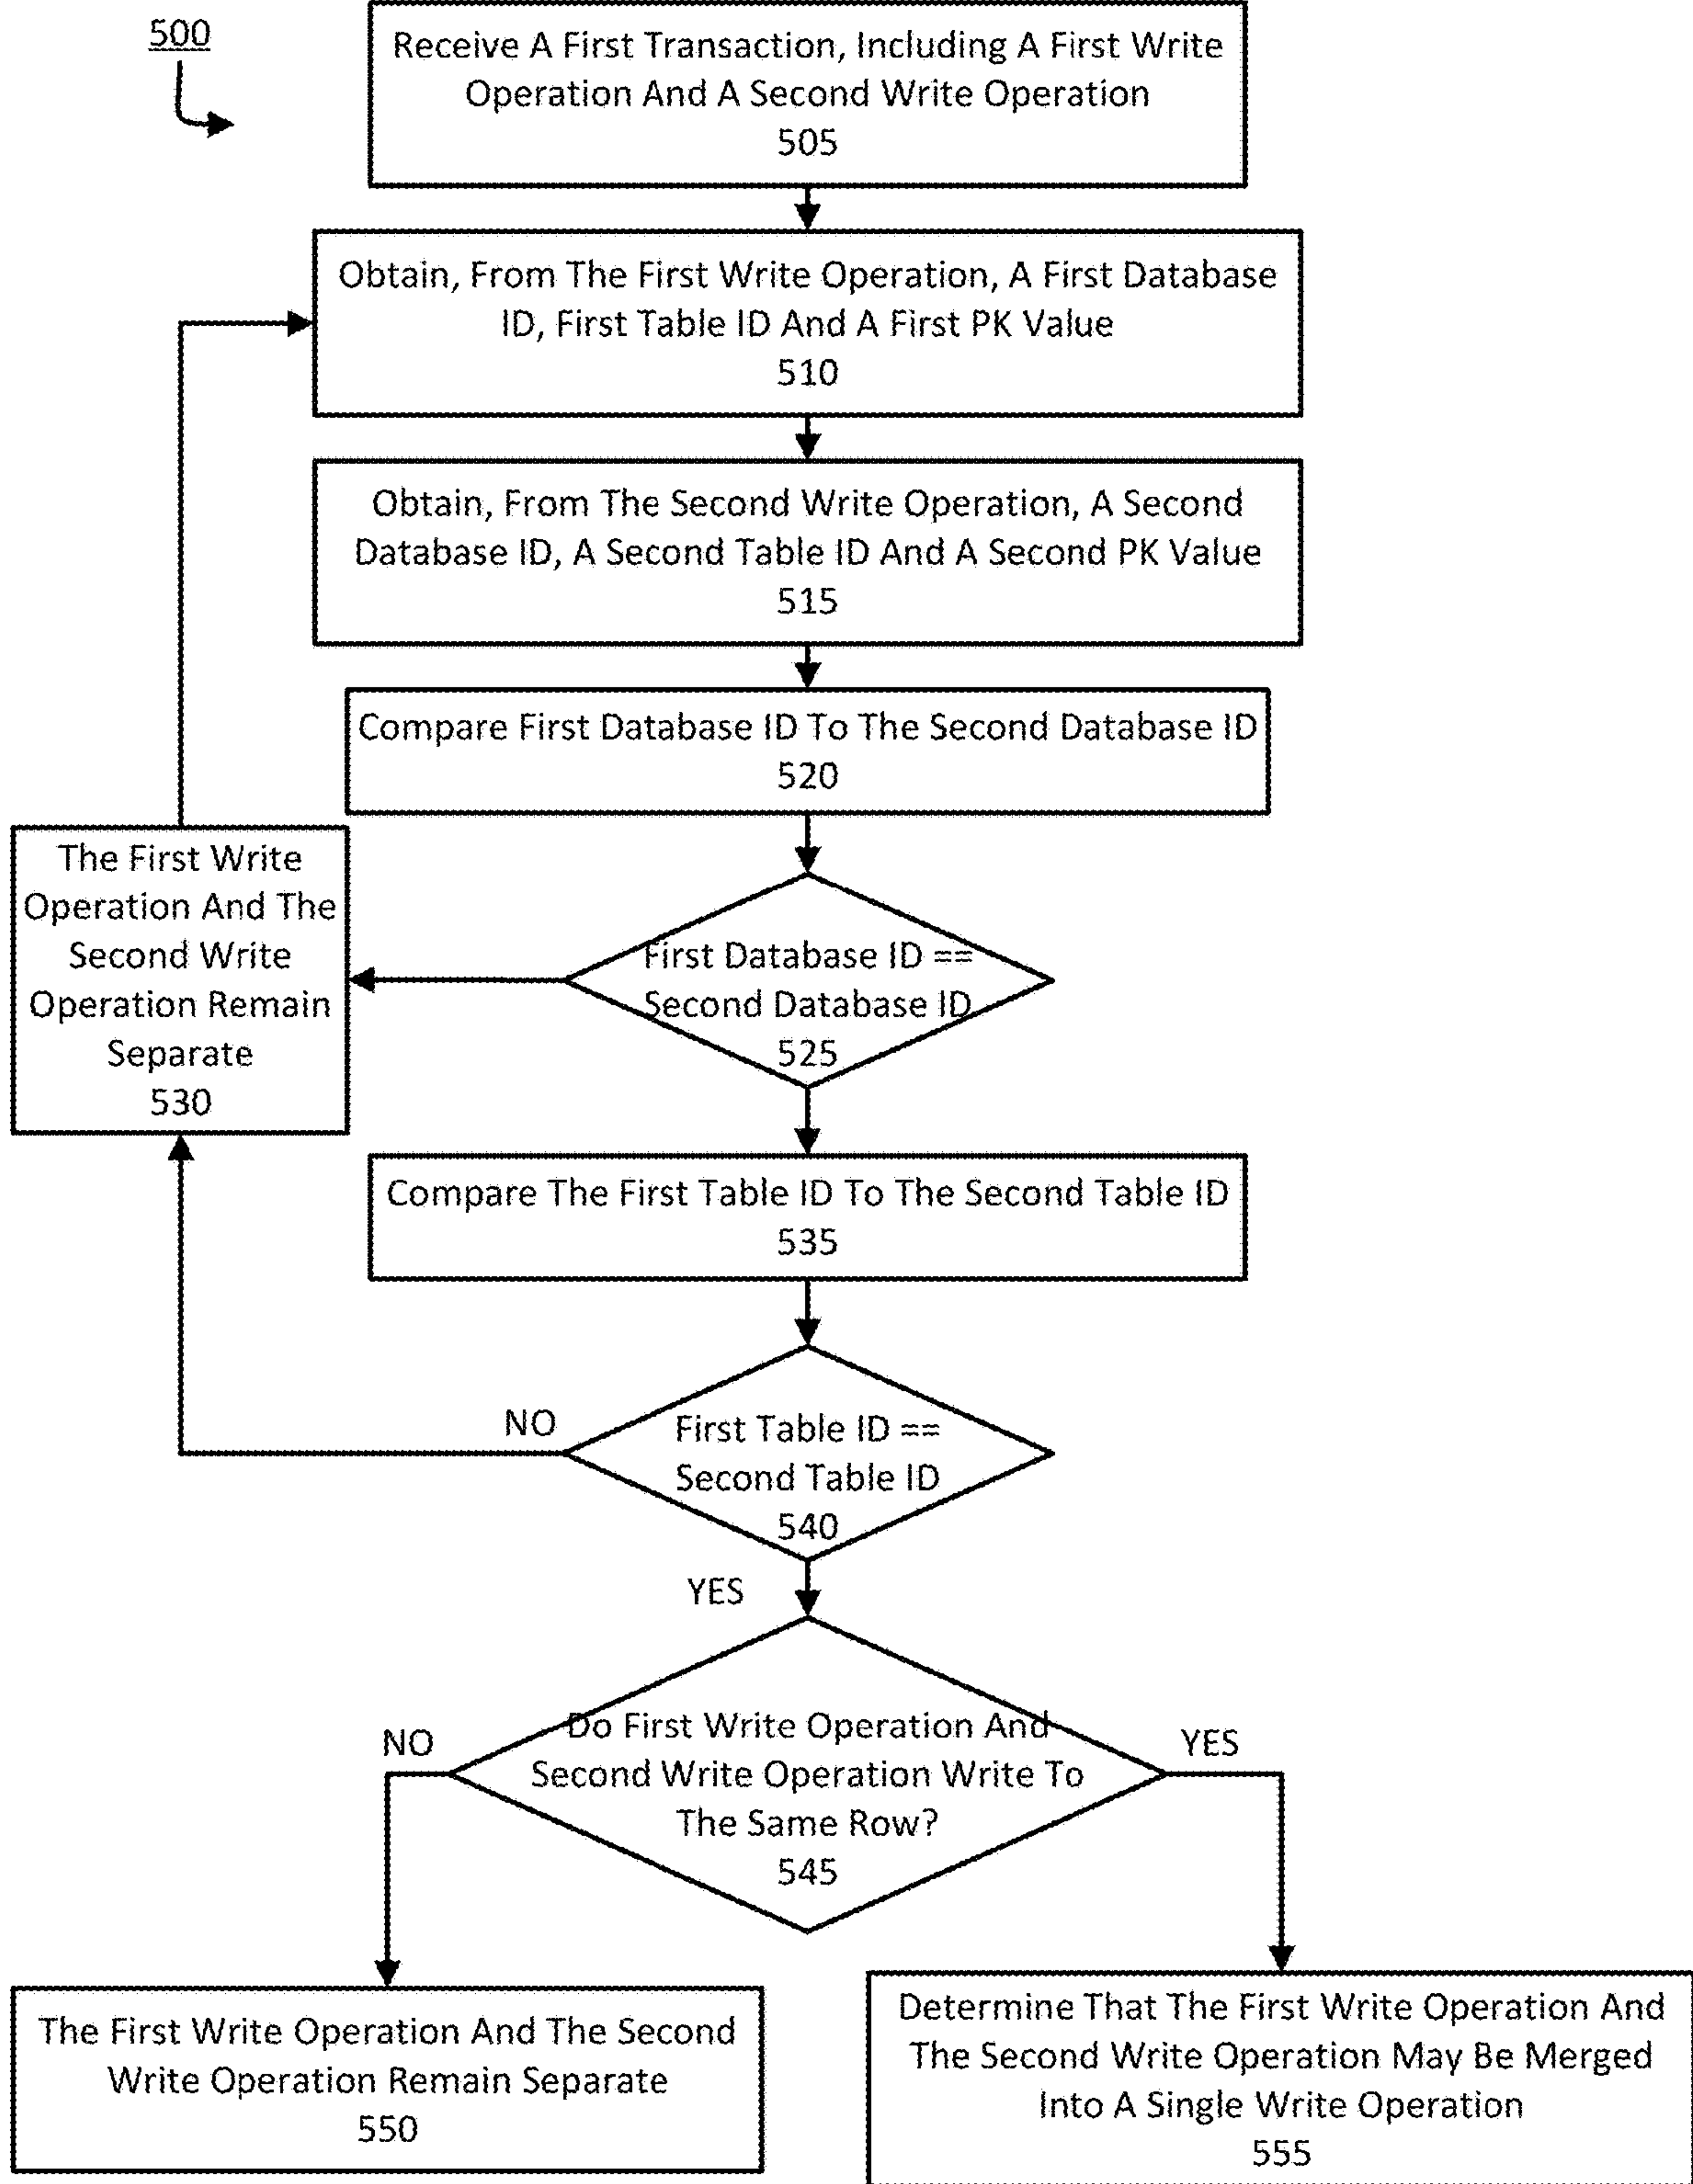 500
Receive A First Transaction, Including A First Write
Operation And A Second Write Operation
505
Obtain, From The First Write Operation, A First Database
ID, First Table ID And A First PK Value
510
Obtain, From The Second Write Operation, A Second
Database ID, A Second Table ID And A Second PK Value
515
Compare First Database ID To The Second Database ID
520
The First Write
Operation And The
Second Write
Operation Remain
Separate
530
First Database ID ==
Second Database ID
525
Compare The First Table ID To The Second Table ID
535
NO
First Table ID ==
Second Table ID
540
YES
NO
Do First Write Operation And
Second Write Operation Write To
The Same Row?
545
YES
The First Write Operation And The Second
Write Operation Remain Separate
550
Determine That The First Write Operation And
The Second Write Operation May Be Merged
Into A Single Write Operation
555